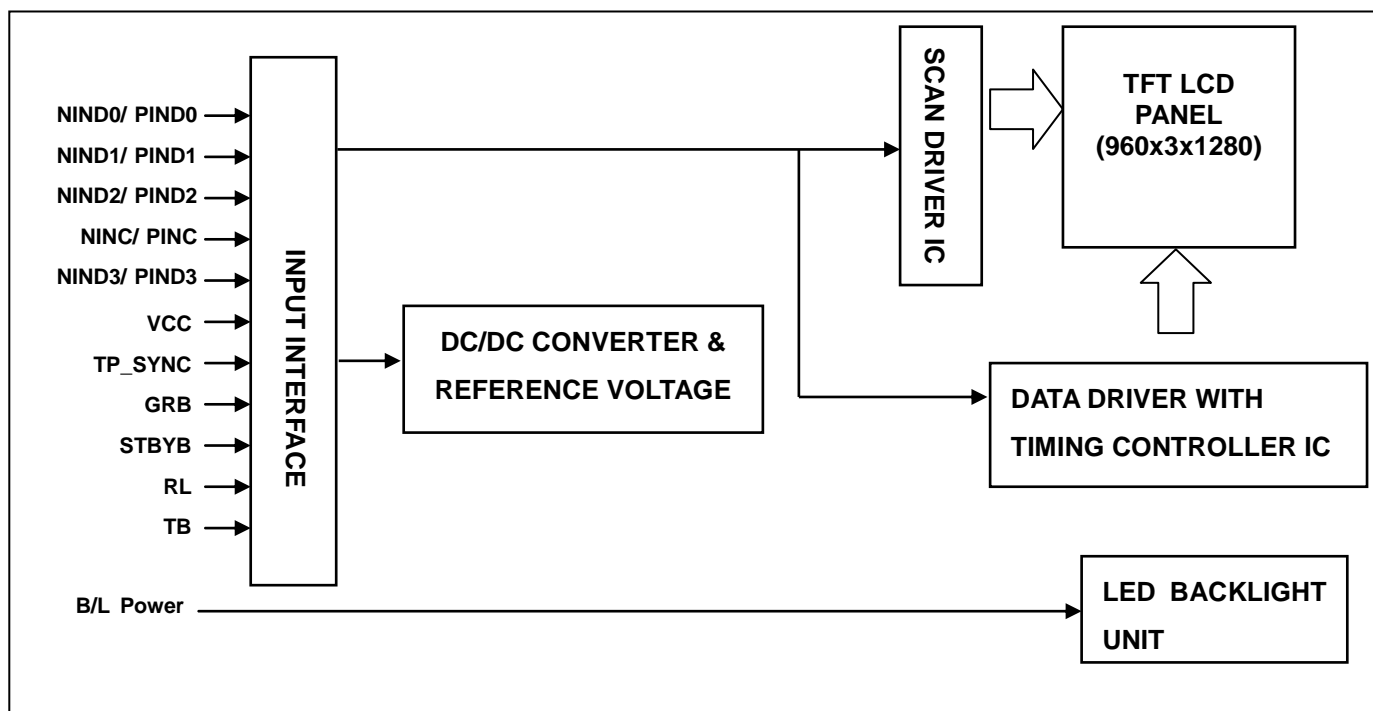 NIND0/ PIND0
NIND1/ PIND1
NIND2/ PIND2
NINC/ PINC
NIND3/ PIND3
VCC
TP_SYNC
GRB
STBYB
RL
TB
B/L Power
INPUT INTERFACE
DC/DC CONVERTER &
REFERENCE VOLTAGE
SCAN DRIVER IC
TFT LCD
PANEL
(960x3x1280)
DATA DRIVER WITH
TIMING CONTROLLER IC
LED BACKLIGHT
UNIT